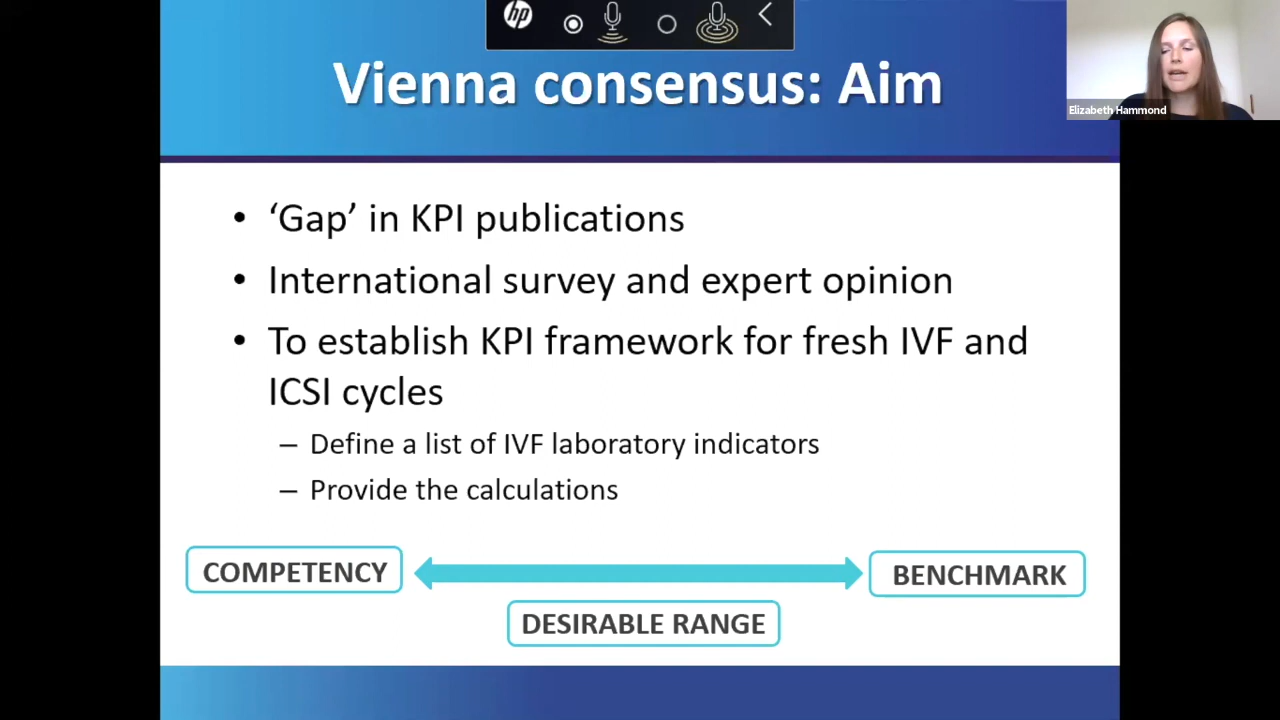 hp
Vienna consensus: Aim
Elizabeth Hammond
• ‘Gap’ in KPI publications
• International survey and expert opinion
• To establish KPI framework for fresh IVF and
ICSI cycles
– Define a list of IVF laboratory indicators
– Provide the calculations
COMPETENCY
BENCHMARK
DESIRABLE RANGE